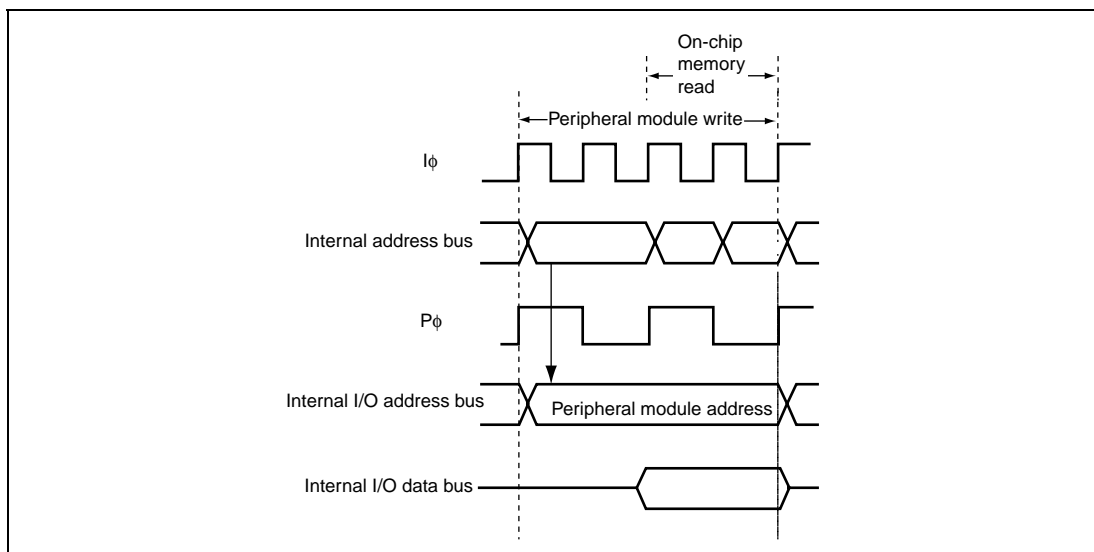 On-chip
memory
read
Peripheral module write
Iϕ
Internal address bus
Pϕ
Internal I/O address bus
Peripheral module address
Internal I/O data bus